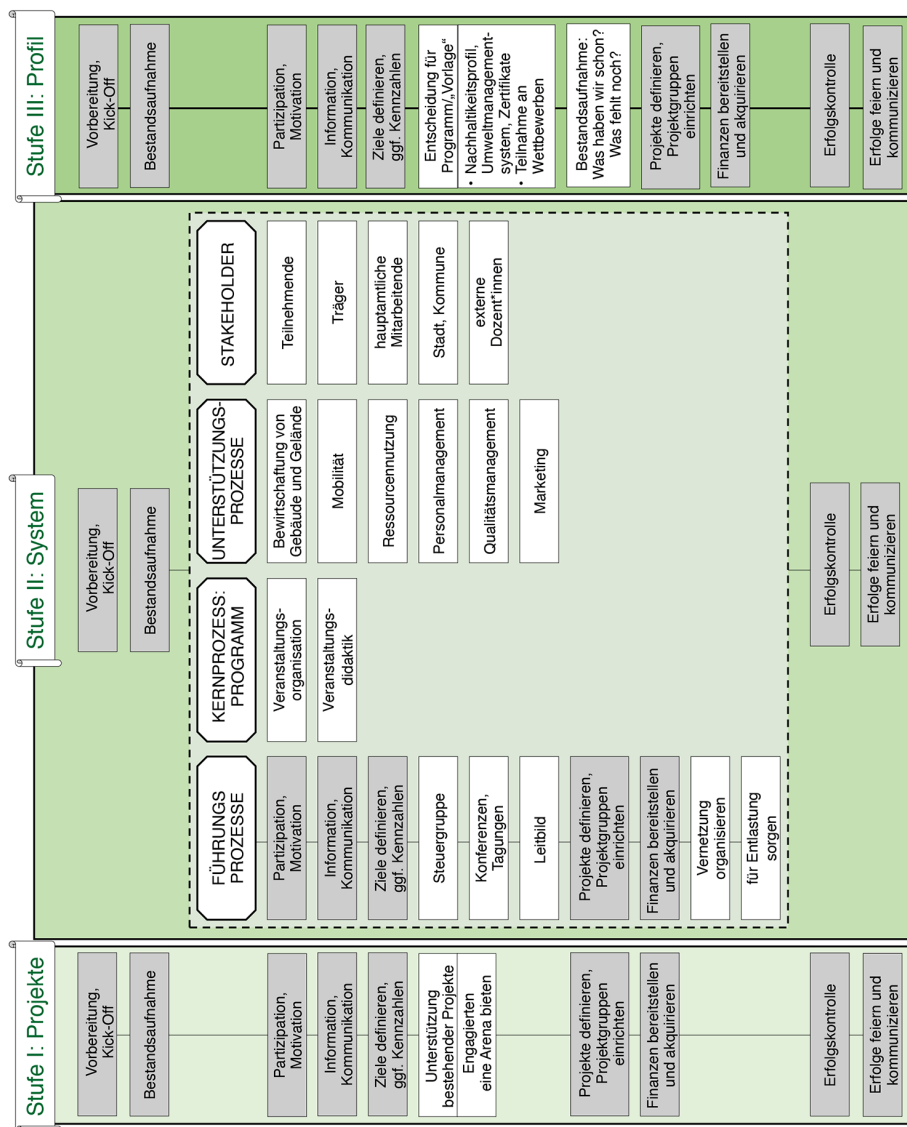 Stufe I: Projekte
Vorbereitung,
Kick-Off
Bestandsaufnahme
Partizipation,
Motivation
Information,
Kommunikation
Ziele definieren,
ggf. Kennzahlen
Unterstützung
bestehender Projekte
Engagierten
eine Arena bieten
Projekte definieren,
Projektgruppen
einrichten
Finanzen bereitstellen
und akquirieren
Erfolgskontrolle
Erfolge feiern und
kommunizieren
Stufe II: System
Vorbereitung,
Kick-Off
Bestandsaufnahme
FÜHRUNGS
PROZESSE
Partizipation,
Motivation
Information,
Kommunikation
Ziele definieren,
ggf. Kennzahlen
Steuergruppe
Konferenzen,
Tagungen
Leitbild
Projekte definieren,
Projektgruppen
einrichten
Finanzen bereitstellen
und akquirieren
Vernetzung
organisieren
für Entlastung
sorgen
KERNPROZESS:
PROGRAMM
Veranstaltungs-
organisation
Veranstaltungs-
didaktik
UNTERSTÜTZUNGS-
PROZESSE
Bewirtschaftung von
Gebäude und Gelände
Mobilität
Ressourcennutzung
Personalmanagement
Qualitätsmanagement
Marketing
STAKEHOLDER
Teilnehmende
Träger
hauptamtliche
Mitarbeitende
Stadt, Kommune
externe
Dozent*innen
Erfolgskontrolle
Erfolge feiern und
kommunizieren
Stufe III: Profil
Vorbereitung,
Kick-Off
Bestandsaufnahme
Partizipation,
Motivation
Information,
Kommunikation
Ziele definieren,
ggf. Kennzahlen
Entscheidung für
Programm/„Vorlage“
• Nachhaltigkeitsprofil,
Umweltmanagement-
system, Zertifikate
• Teilnahme an
Wettbewerben
Bestandsaufnahme:
Was haben wir schon?
Was fehlt noch?
Projekte definieren,
Projektgruppen
einrichten
Finanzen bereitstellen
und akquirieren
Erfolgskontrolle
Erfolge feiern und
kommunizieren